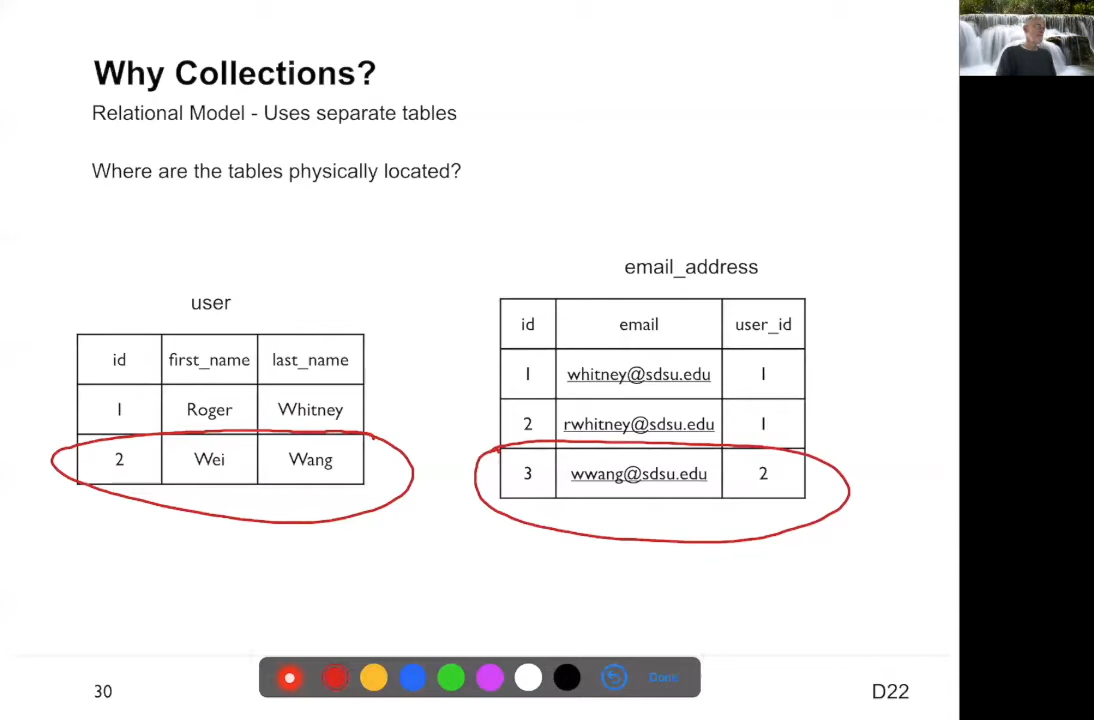 Why Collections?
Relational Model - Uses separate tables
Where are the tables physically located?
user
id first_name last_name
1 Roger Whitney
2 Wei Wang
email_address
id email user_id
1 whitney@sdsu.edu 1
2 rwhitney@sdsu.edu 1
3 wwang@sdsu.edu 2
Done
30
D22